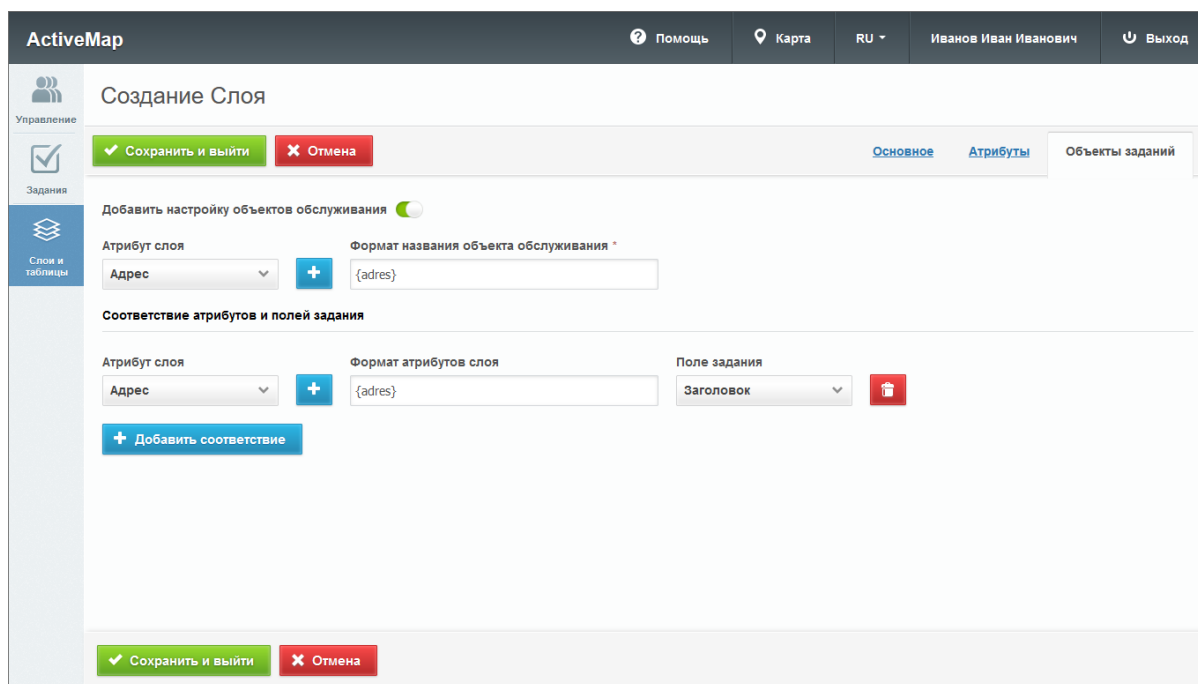 ActiveMap
Помощь
Карта
RU
Иванов Иван Иванович
Выход
Управление
Задания
Слои и
таблицы
Создание Слоя
Сохранить и выйти
Отмена
Основное
Атрибуты
Объекты заданий
Добавить настройку объектов обслуживания
Атрибут слоя
Формат названия объекта обслуживания *
Адрес
{adres}
Соответствие атрибутов и полей задания
Атрибут слоя
Формат атрибутов слоя
Поле задания
Адрес
{adres}
Заголовок
Добавить соответствие
Сохранить и выйти
Отмена